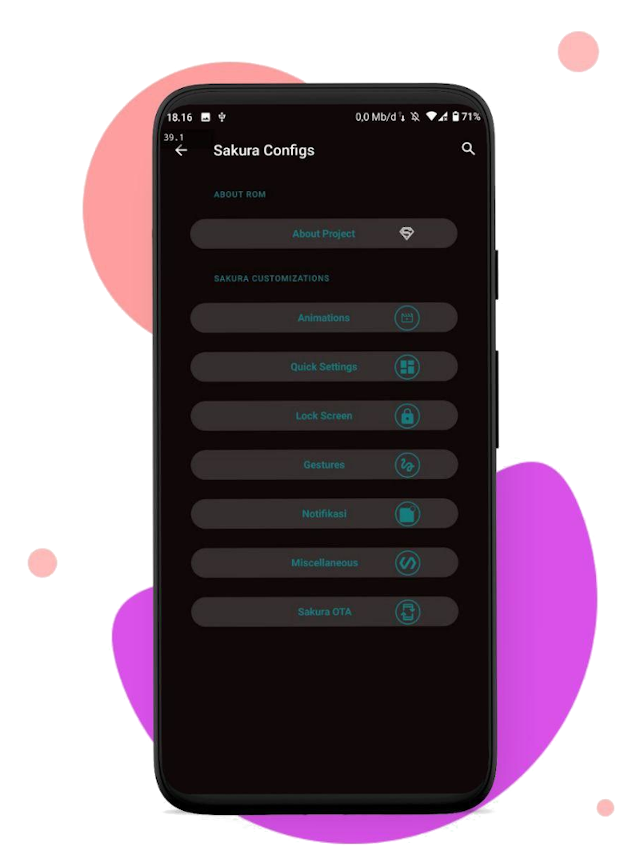 18.16 0,0 Mb/d 71%
39.1
Sakura Configs
ABOUT ROM
About Project
SAKURA CUSTOMIZATIONS
Animations
Quick Settings
Lock Screen
Gestures
Notifikasi
Miscellaneous
Sakura OTA